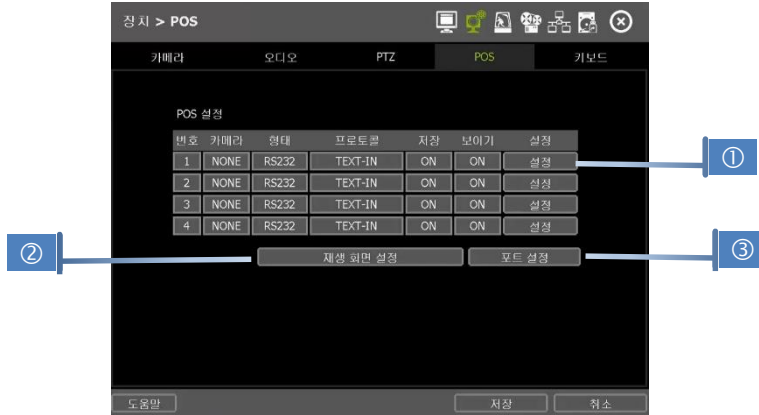 장치 > POS
카메라 오디오 PTZ POS 키보드
POS 설정
번호 카메라 형태 프로토콜 저장 보이기 설정
1 NONE RS232 TEXT-IN ON ON 설정
①
2 NONE RS232 TEXT-IN ON ON 설정
3 NONE RS232 TEXT-IN ON ON 설정
4 NONE RS232 TEXT-IN ON ON 설정
② 재생 화면 설정 포트 설정 ③
도움말 저장 취소